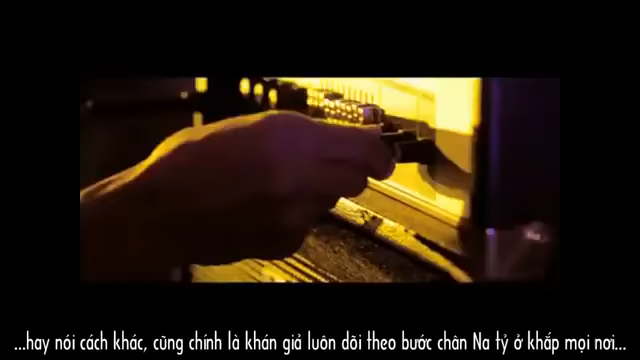 ...hay nói cách khác, cũng chính là khán giả luôn dõi theo bước chân Na tỷ ở khắp mọi nơi...